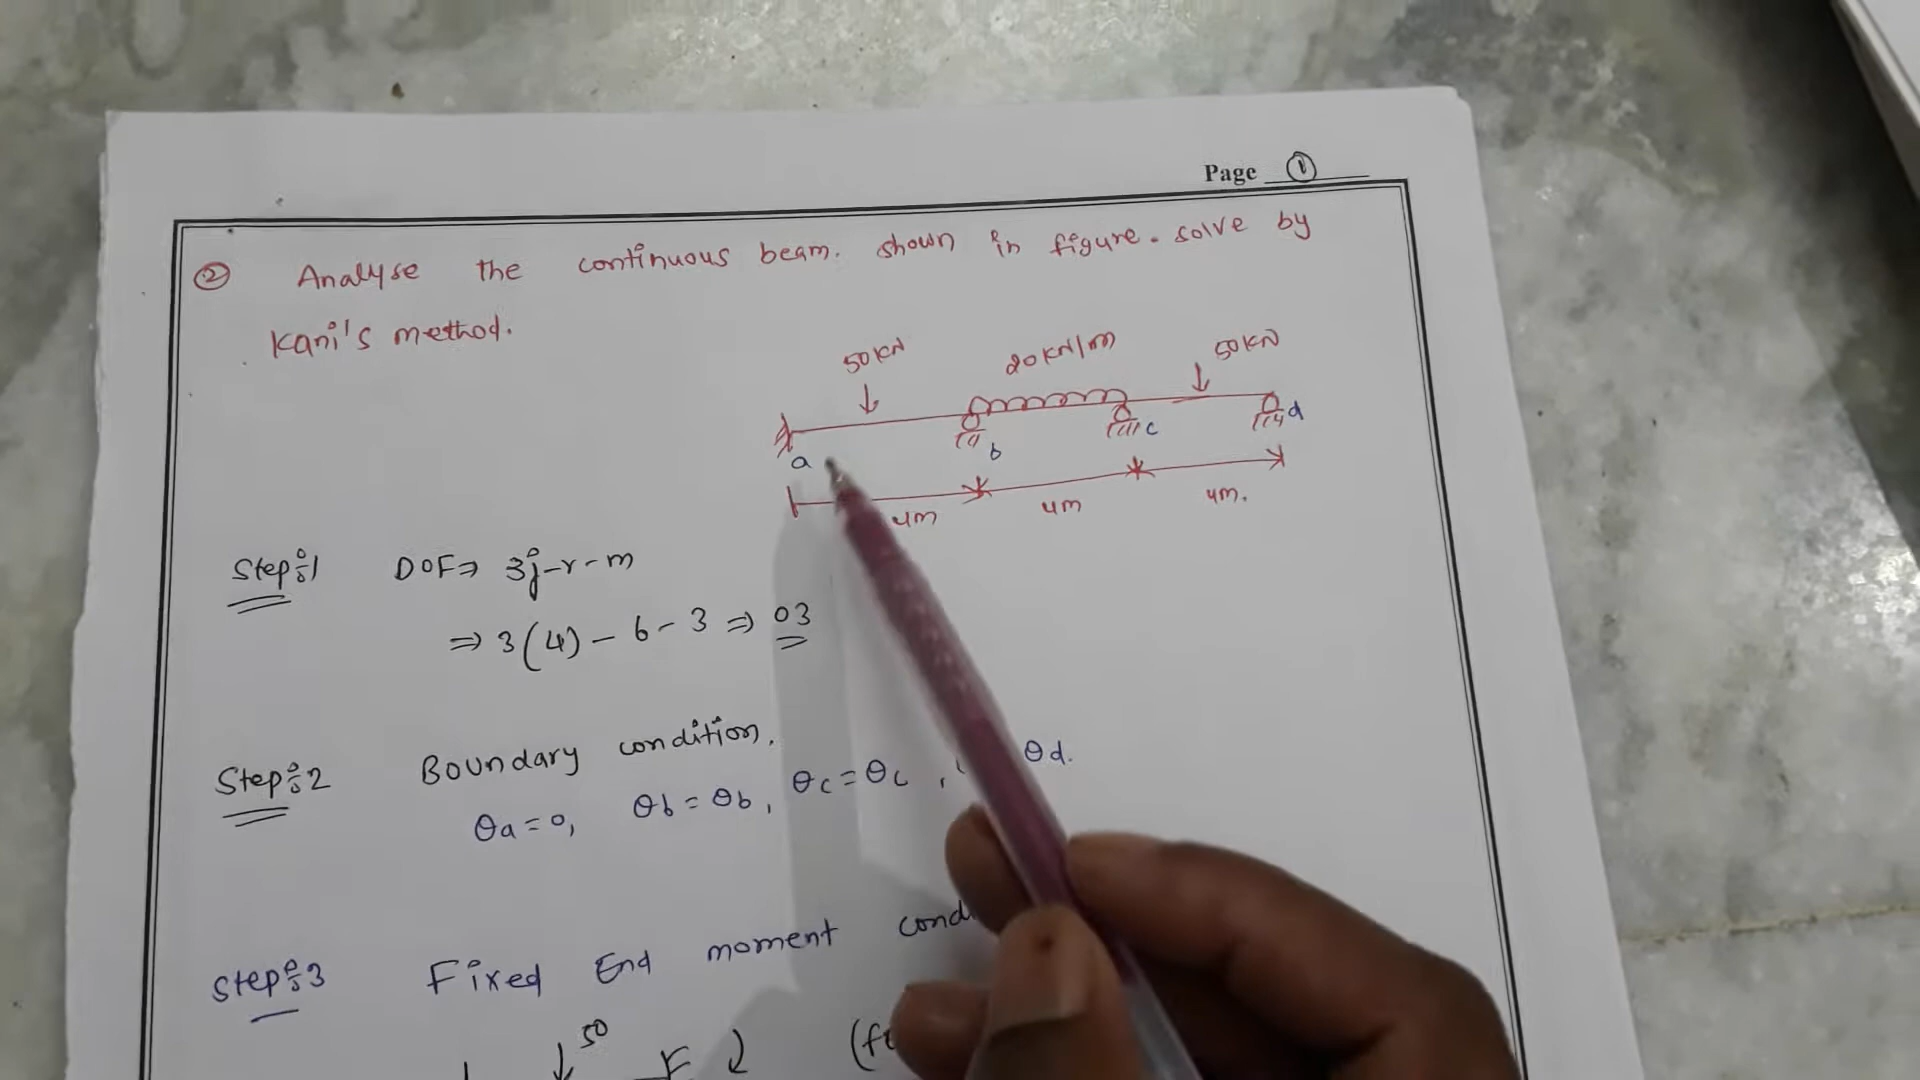 Page 1
② Analyse the continuous beam. shown in figure. solve by
Kani's method.
50KN
20KN/m
50KN
a
b
c
d
4m
4m
4m.
Step:1 DOF⇒ 3j-r-m
⇒ 3(4) - 6 - 3 ⇒ 03
Step:2 Boundary condition.
θa=0, θb=θb, θc=θc, θd.
Step:3 Fixed End moment
↓50
F